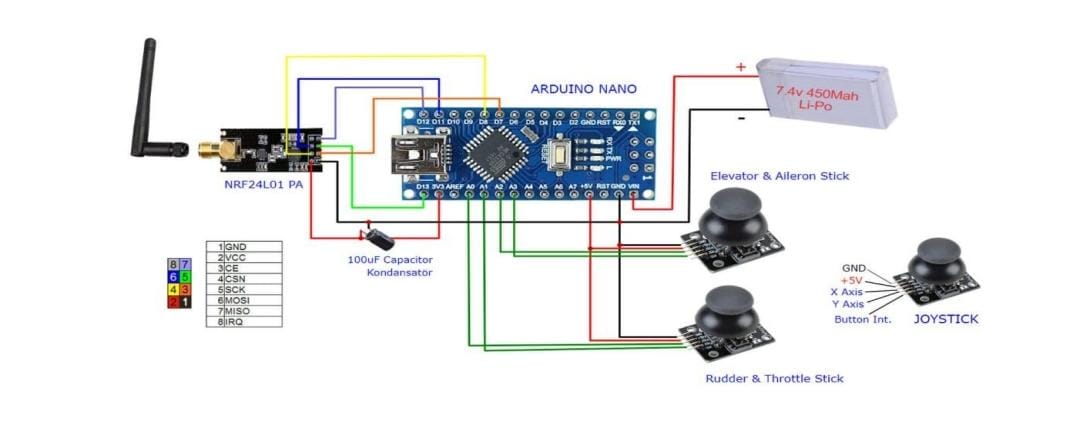 ARDUINO NANO
+
7.4v 450Mah
Li-Po
-
D12 D11 D10 D9 D8 D7 D6 D5 D4 D3 D2 GND RST RX0 TX1
RESET
RX TX PWR L
1
D13 3V3 AREF A0 A1 A2 A3 A4 A5 A6 A7 +5V RST GND VIN
NRF24L01 PA
Elevator & Aileron Stick
100uF Capacitor
Kondansator
1 GND
2 VCC
3 CE
4 CSN
5 SCK
6 MOSI
7 MISO
8 IRQ
8 7
6 5
4 3
2 1
GND
+5V
X Axis
Y Axis
Button Int.
JOYSTICK
Rudder & Throttle Stick